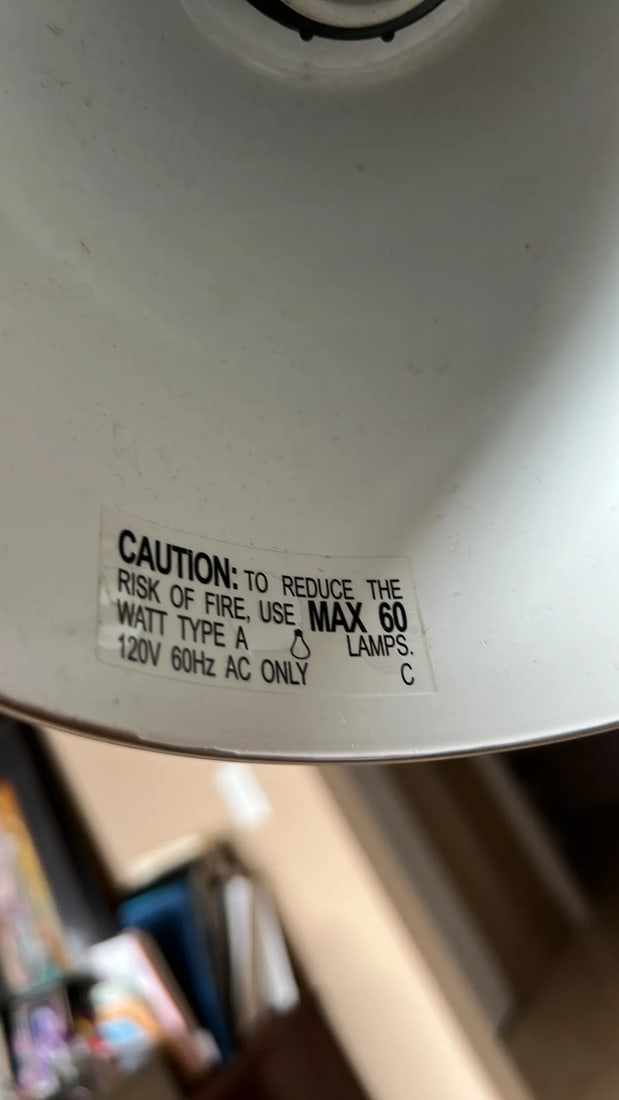 CAUTION: TO REDUCE THE
RISK OF FIRE, USE MAX 60
WATT TYPE A LAMPS.
120V 60Hz AC ONLY C